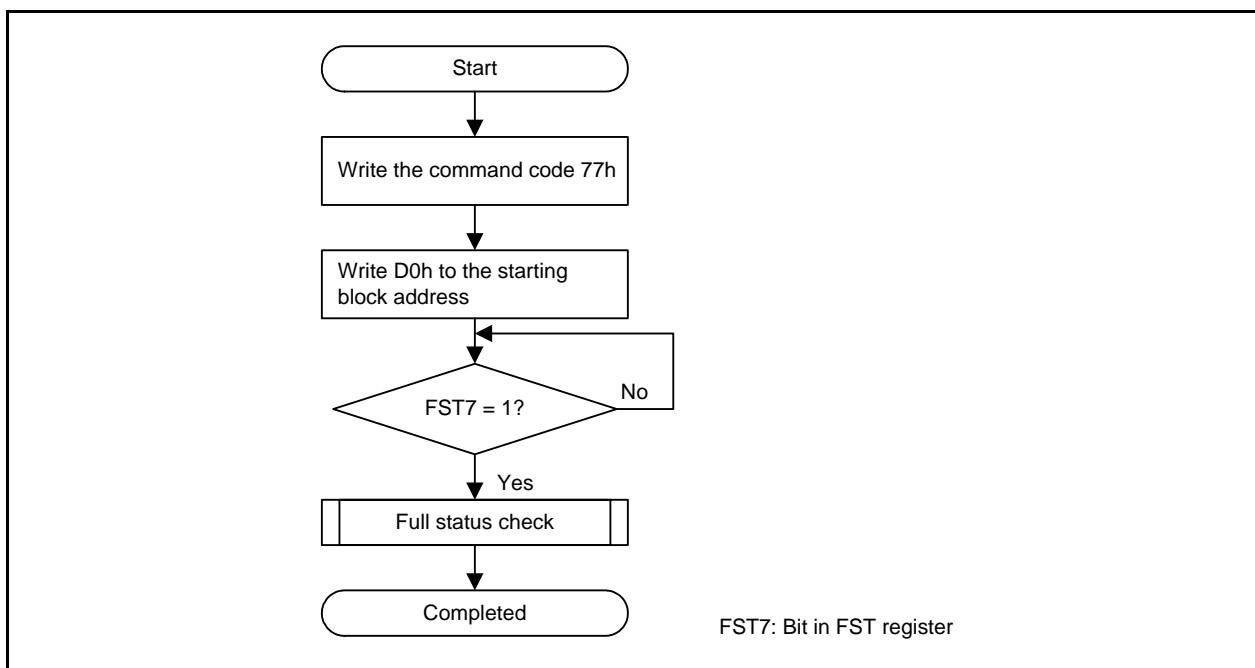 Start
Write the command code 77h
Write D0h to the starting
block address
FST7 = 1?
No
Yes
Full status check
Completed
FST7: Bit in FST register